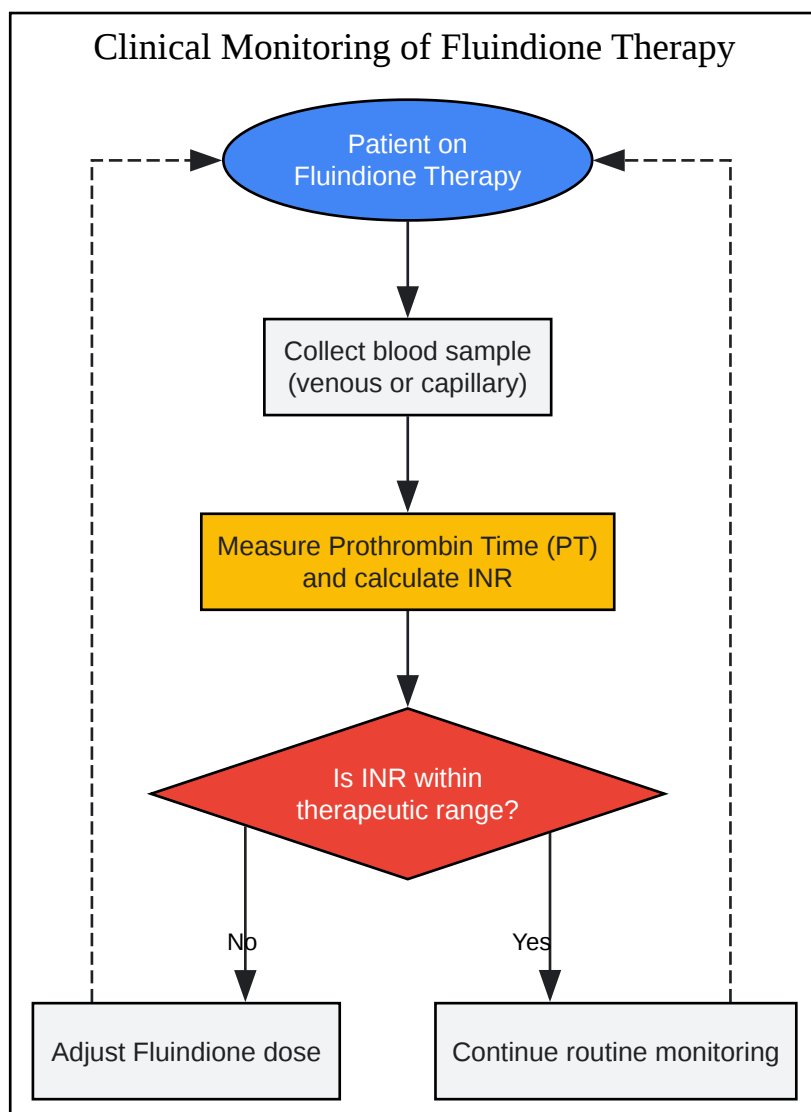 Clinical Monitoring of Fluindione Therapy
Patient on
Fluindione Therapy
Collect blood sample
(venous or capillary)
Measure Prothrombin Time (PT)
and calculate INR
Is INR within
therapeutic range?
No
Yes
Adjust Fluindione dose
Continue routine monitoring